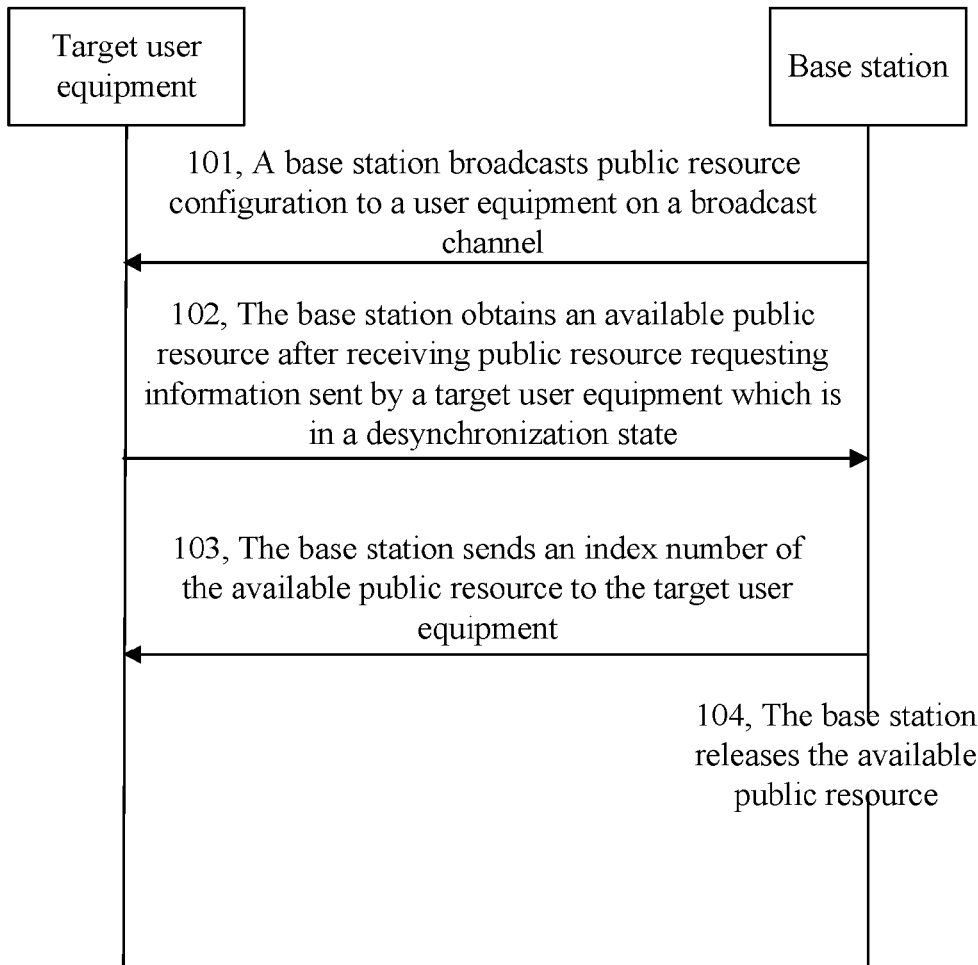 Target user
equipment
Base station
101, A base station broadcasts public resource
configuration to a user equipment on a broadcast
channel
102, The base station obtains an available public
resource after receiving public resource requesting
information sent by a target user equipment which is
in a desynchronization state
103, The base station sends an index number of
the available public resource to the target user
equipment
104, The base station
releases the available
public resource